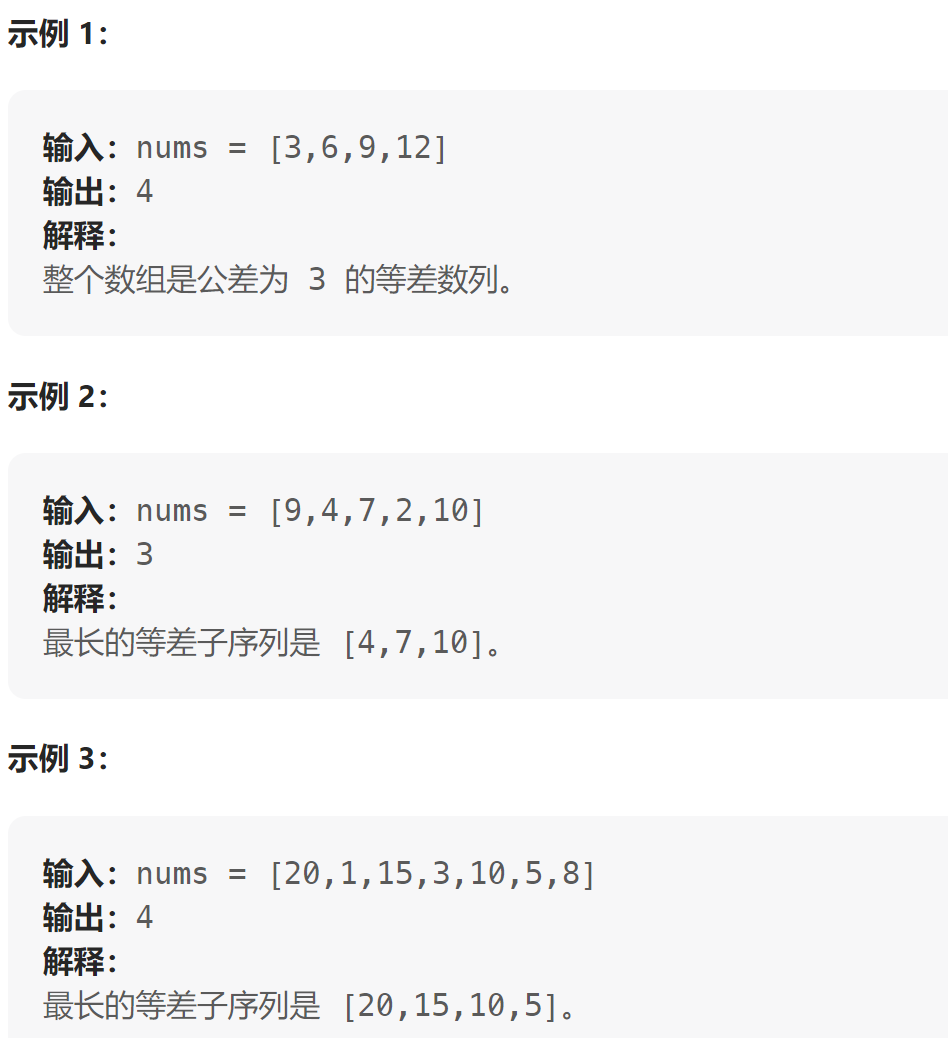 示例 1：
输入：nums = [3,6,9,12]
输出：4
解释：
整个数组是公差为 3 的等差数列。
示例 2：
输入：nums = [9,4,7,2,10]
输出：3
解释：
最长的等差子序列是 [4,7,10]。
示例 3：
输入：nums = [20,1,15,3,10,5,8]
输出：4
解释：
最长的等差子序列是 [20,15,10,5]。